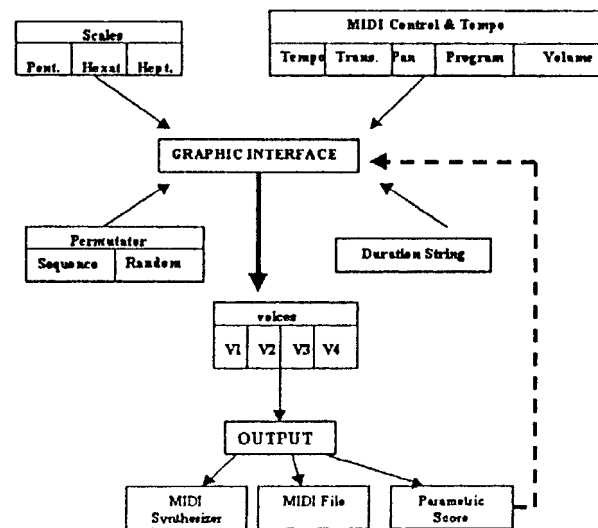 Scales
Pent. Hexat Hept.
MIDI Control & Tempo
Tempo Trans. Pan Program Volume
GRAPHIC INTERFACE
Permutator
Sequence Random
Duration String
voices
V1 V2 V3 V4
OUTPUT
MIDI
Synthesizer
MIDI File
Parametric
Score